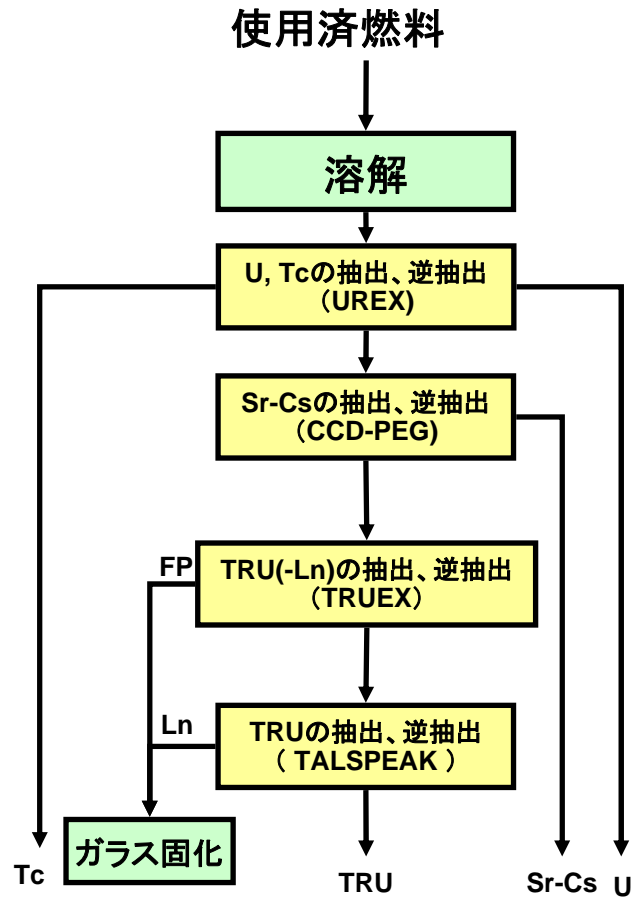 使用済燃料
溶解
U, Tcの抽出、逆抽出
（UREX)
Sr-Csの抽出、逆抽出
（CCD-PEG)
FP
TRU(-Ln)の抽出、逆抽出
（TRUEX）
Ln
TRUの抽出、逆抽出
（ TALSPEAK ）
ガラス固化
Tc
TRU
Sr-Cs
U